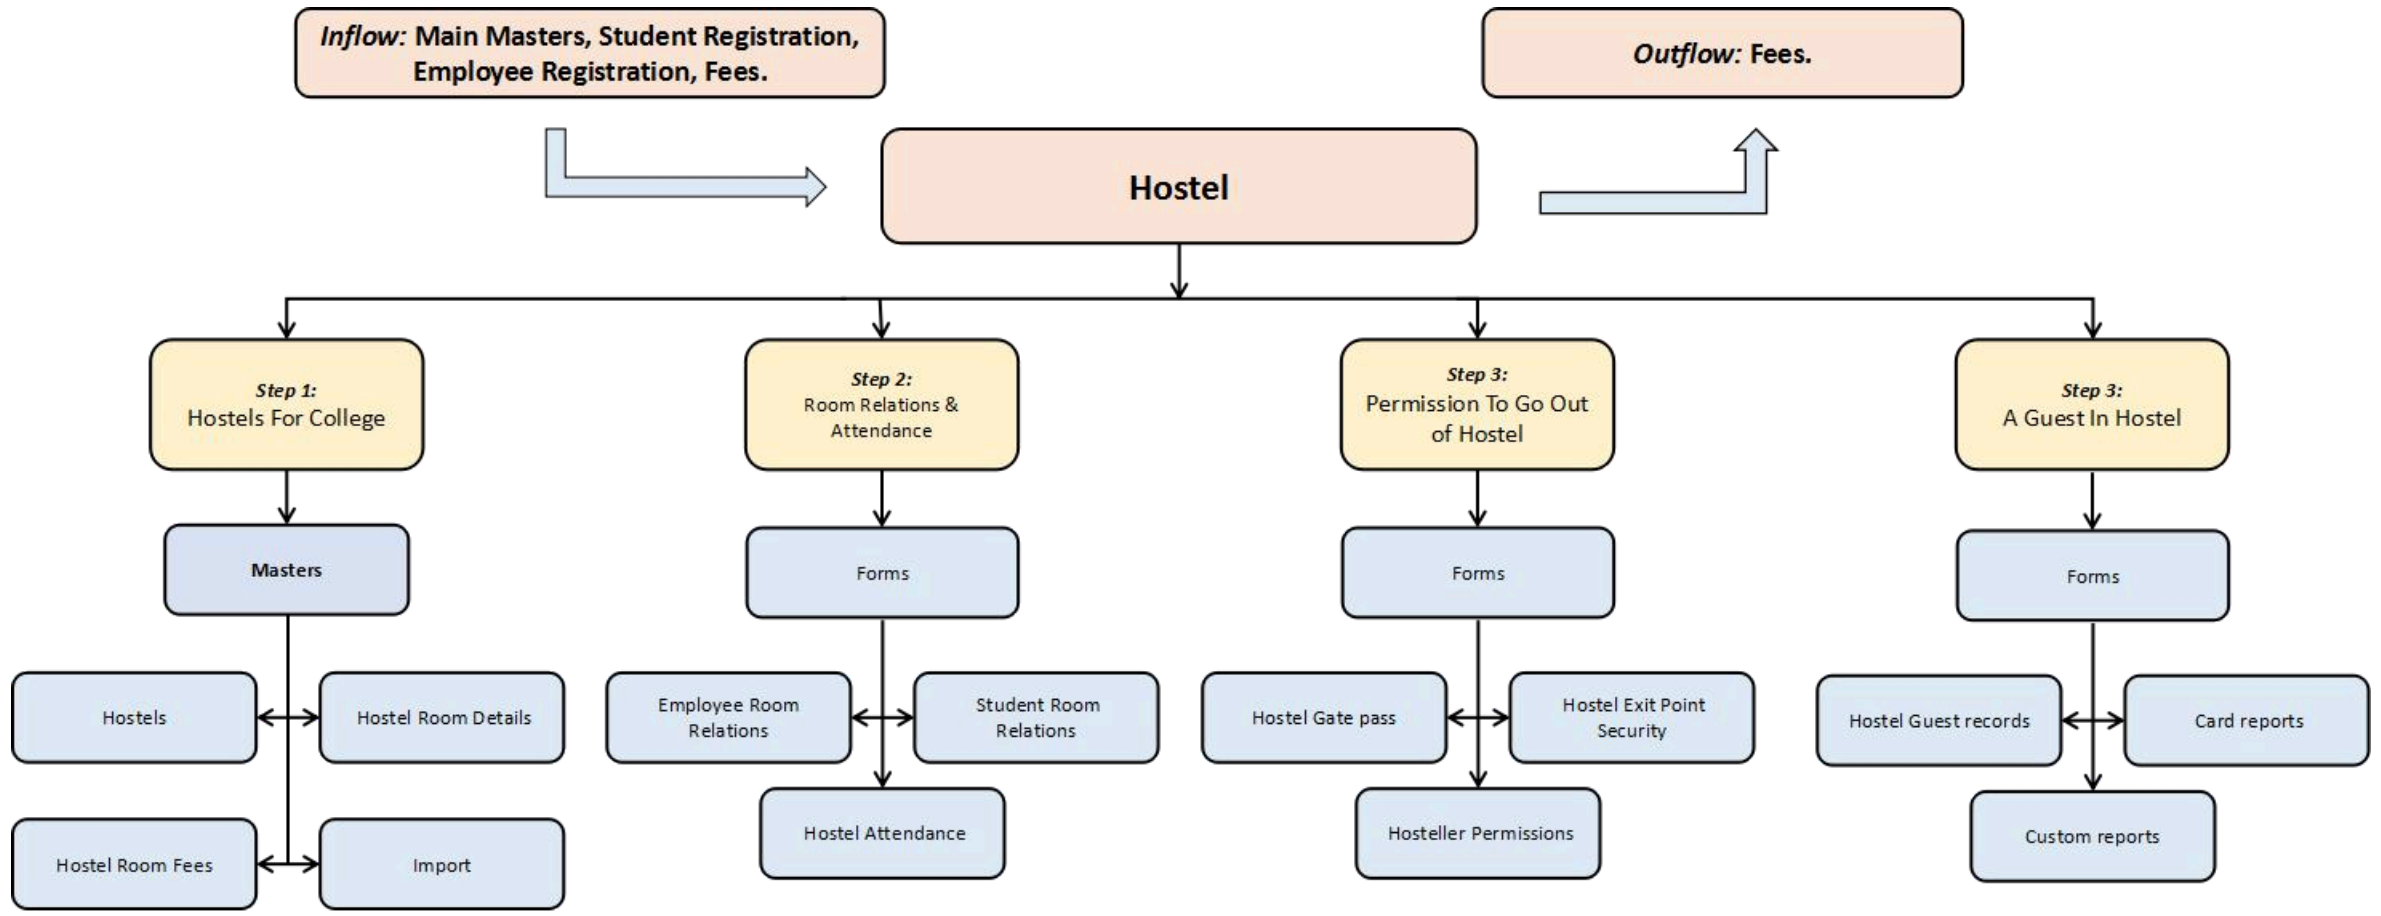 Inflow: Main Masters, Student Registration,
Employee Registration, Fees.
Outflow: Fees.
Hostel
Step 1:
Hostels For College
Step 2:
Room Relations &
Attendance
Step 3:
Permission To Go Out
of Hostel
Step 3:
A Guest In Hostel
Masters
Forms
Forms
Forms
Hostels
Hostel Room Details
Employee Room
Relations
Student Room
Relations
Hostel Gate pass
Hostel Exit Point
Security
Hostel Guest records
Card reports
Hostel Room Fees
Import
Hostel Attendance
Hosteller Permissions
Custom reports